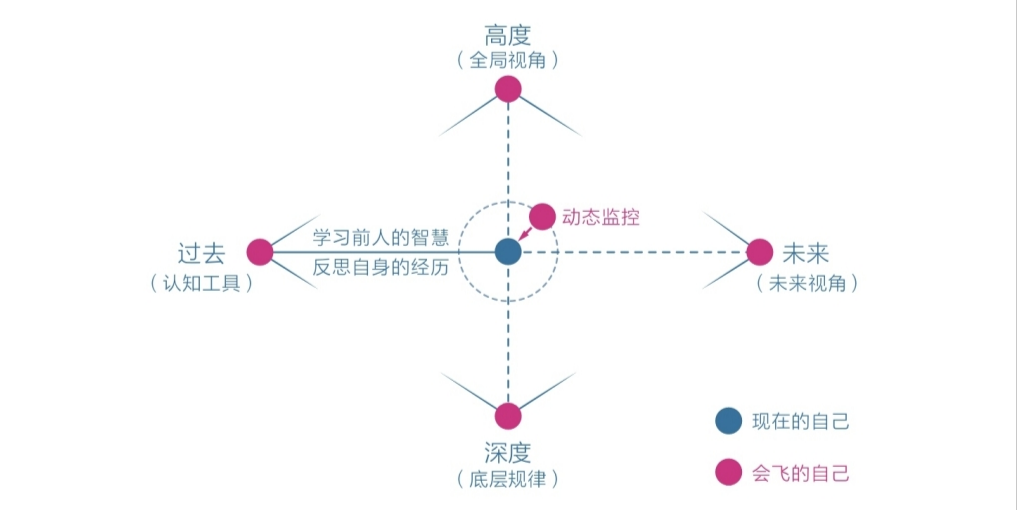 高度
（全局视角）
动态监控
学习前人的智慧
过去
未来
反思自身的经历
（认知工具）
（未来视角）
现在的自己
深度
（底层规律）
会飞的自己